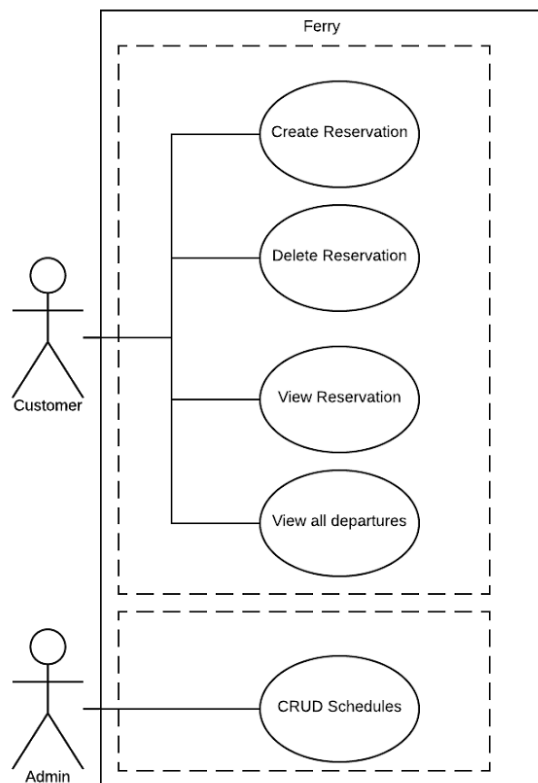 Ferry
Create Reservation
Delete Reservation
Customer
View Reservation
View all departures
CRUD Schedules
Admin